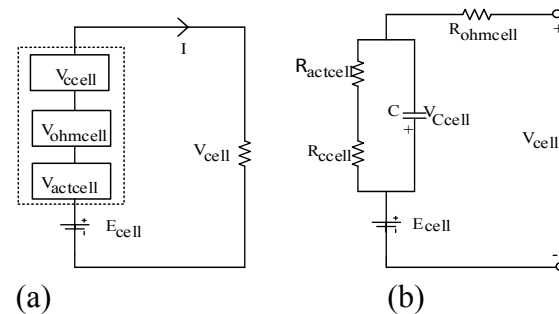 I
Vccell
Vohmcell
Vactcell
Ecell
Vcell
(a)
Rohmcell
+
Ractcell
C
VCcell
+
Rccell
Vcell
Ecell
-
(b)